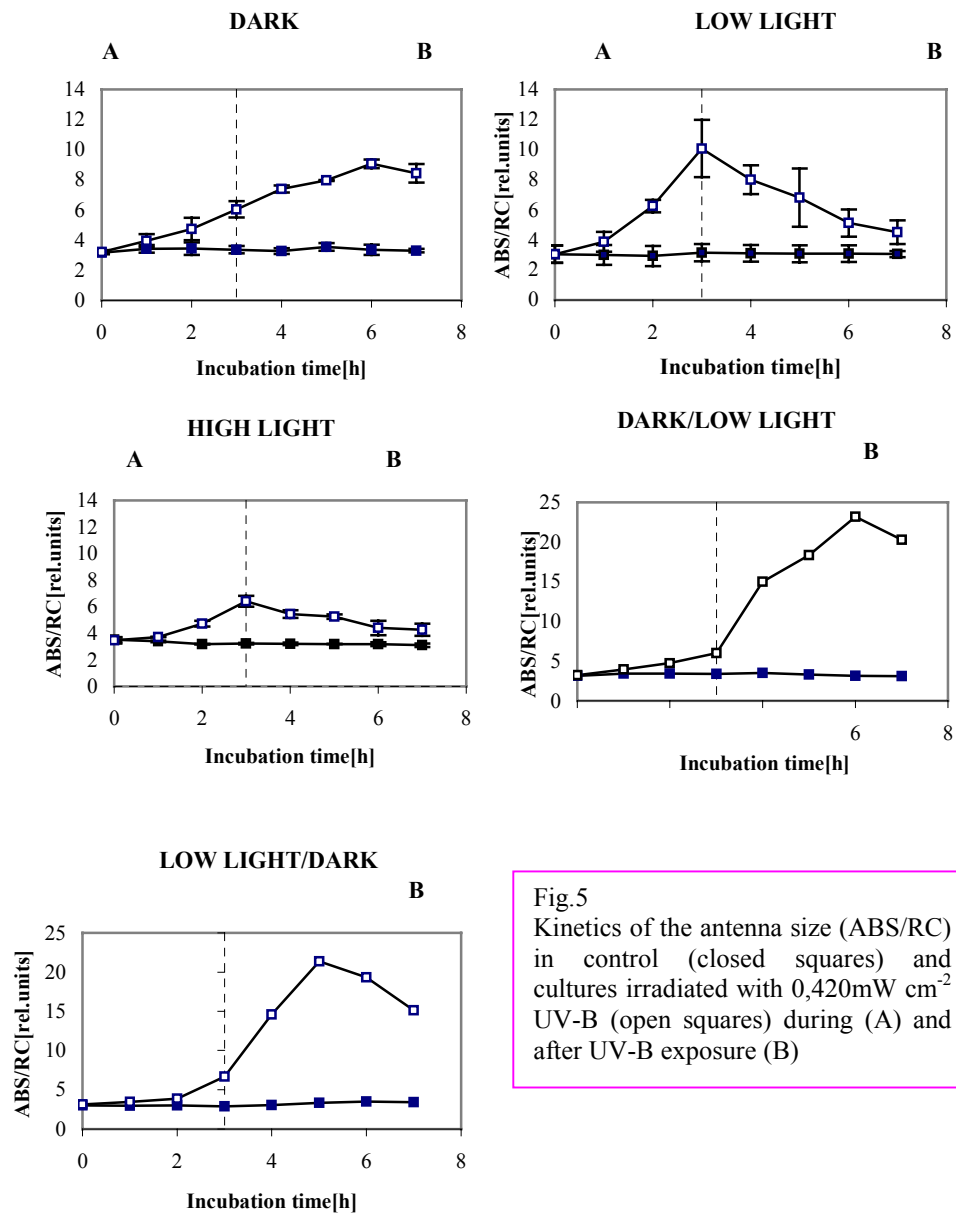 DARK
A B
14
12
10
8
6
4
2
0
0 2 4 6 8
Incubation time[h]
LOW LIGHT
A B
ABS/RC[rel.units]
14
12
10
8
6
4
2
0
0 2 4 6 8
Incubation time[h]
HIGH LIGHT
A B
ABS/RC[rel.units]
14
12
10
8
6
4
2
0
0 2 4 6 8
Incubation time[h]
DARK/LOW LIGHT
B
ABS/RC[rel.units]
25
20
15
10
5
0
6 8
Incubation time[h]
LOW LIGHT/DARK
B
ABS/RC[rel.units]
25
20
15
10
5
0
0 2 4 6 8
Incubation time[h]
Fig.5
Kinetics of the antenna size (ABS/RC)
in control (closed squares) and
cultures irradiated with 0,420mW cm-2
UV-B (open squares) during (A) and
after UV-B exposure (B)